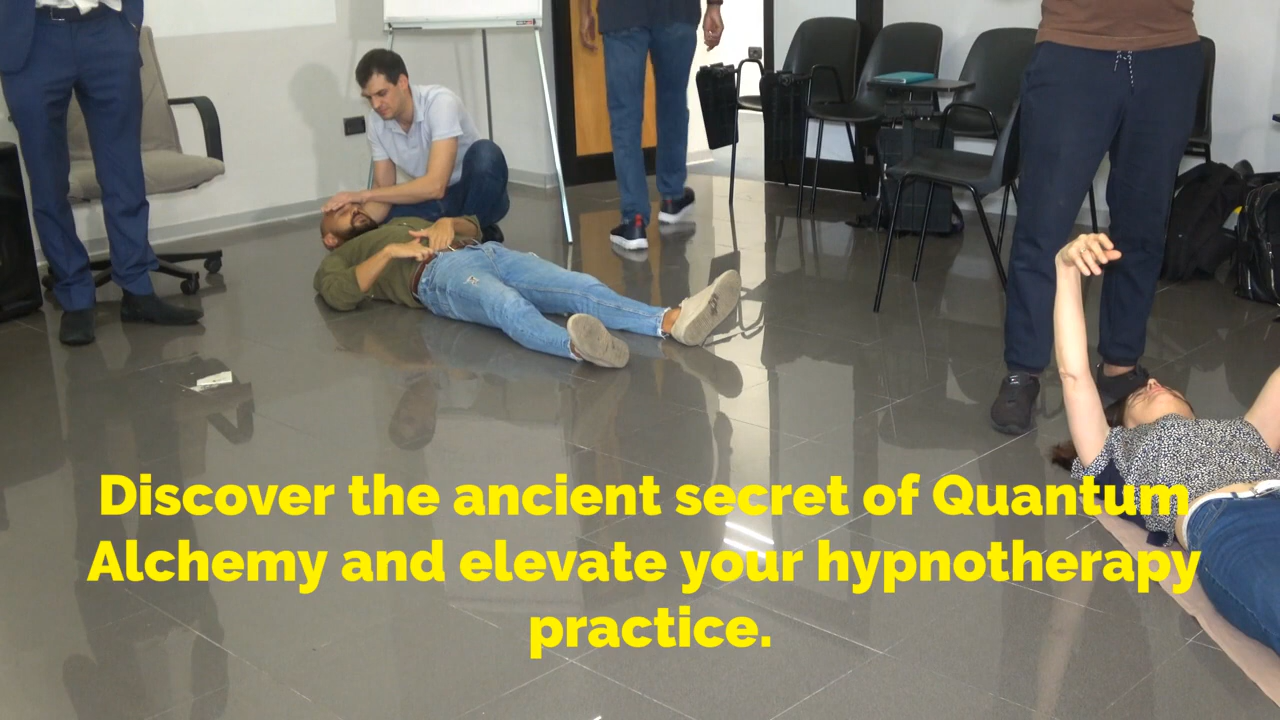 Discover the ancient secret of Quantum
Alchemy and elevate your hypnotherapy
practice.